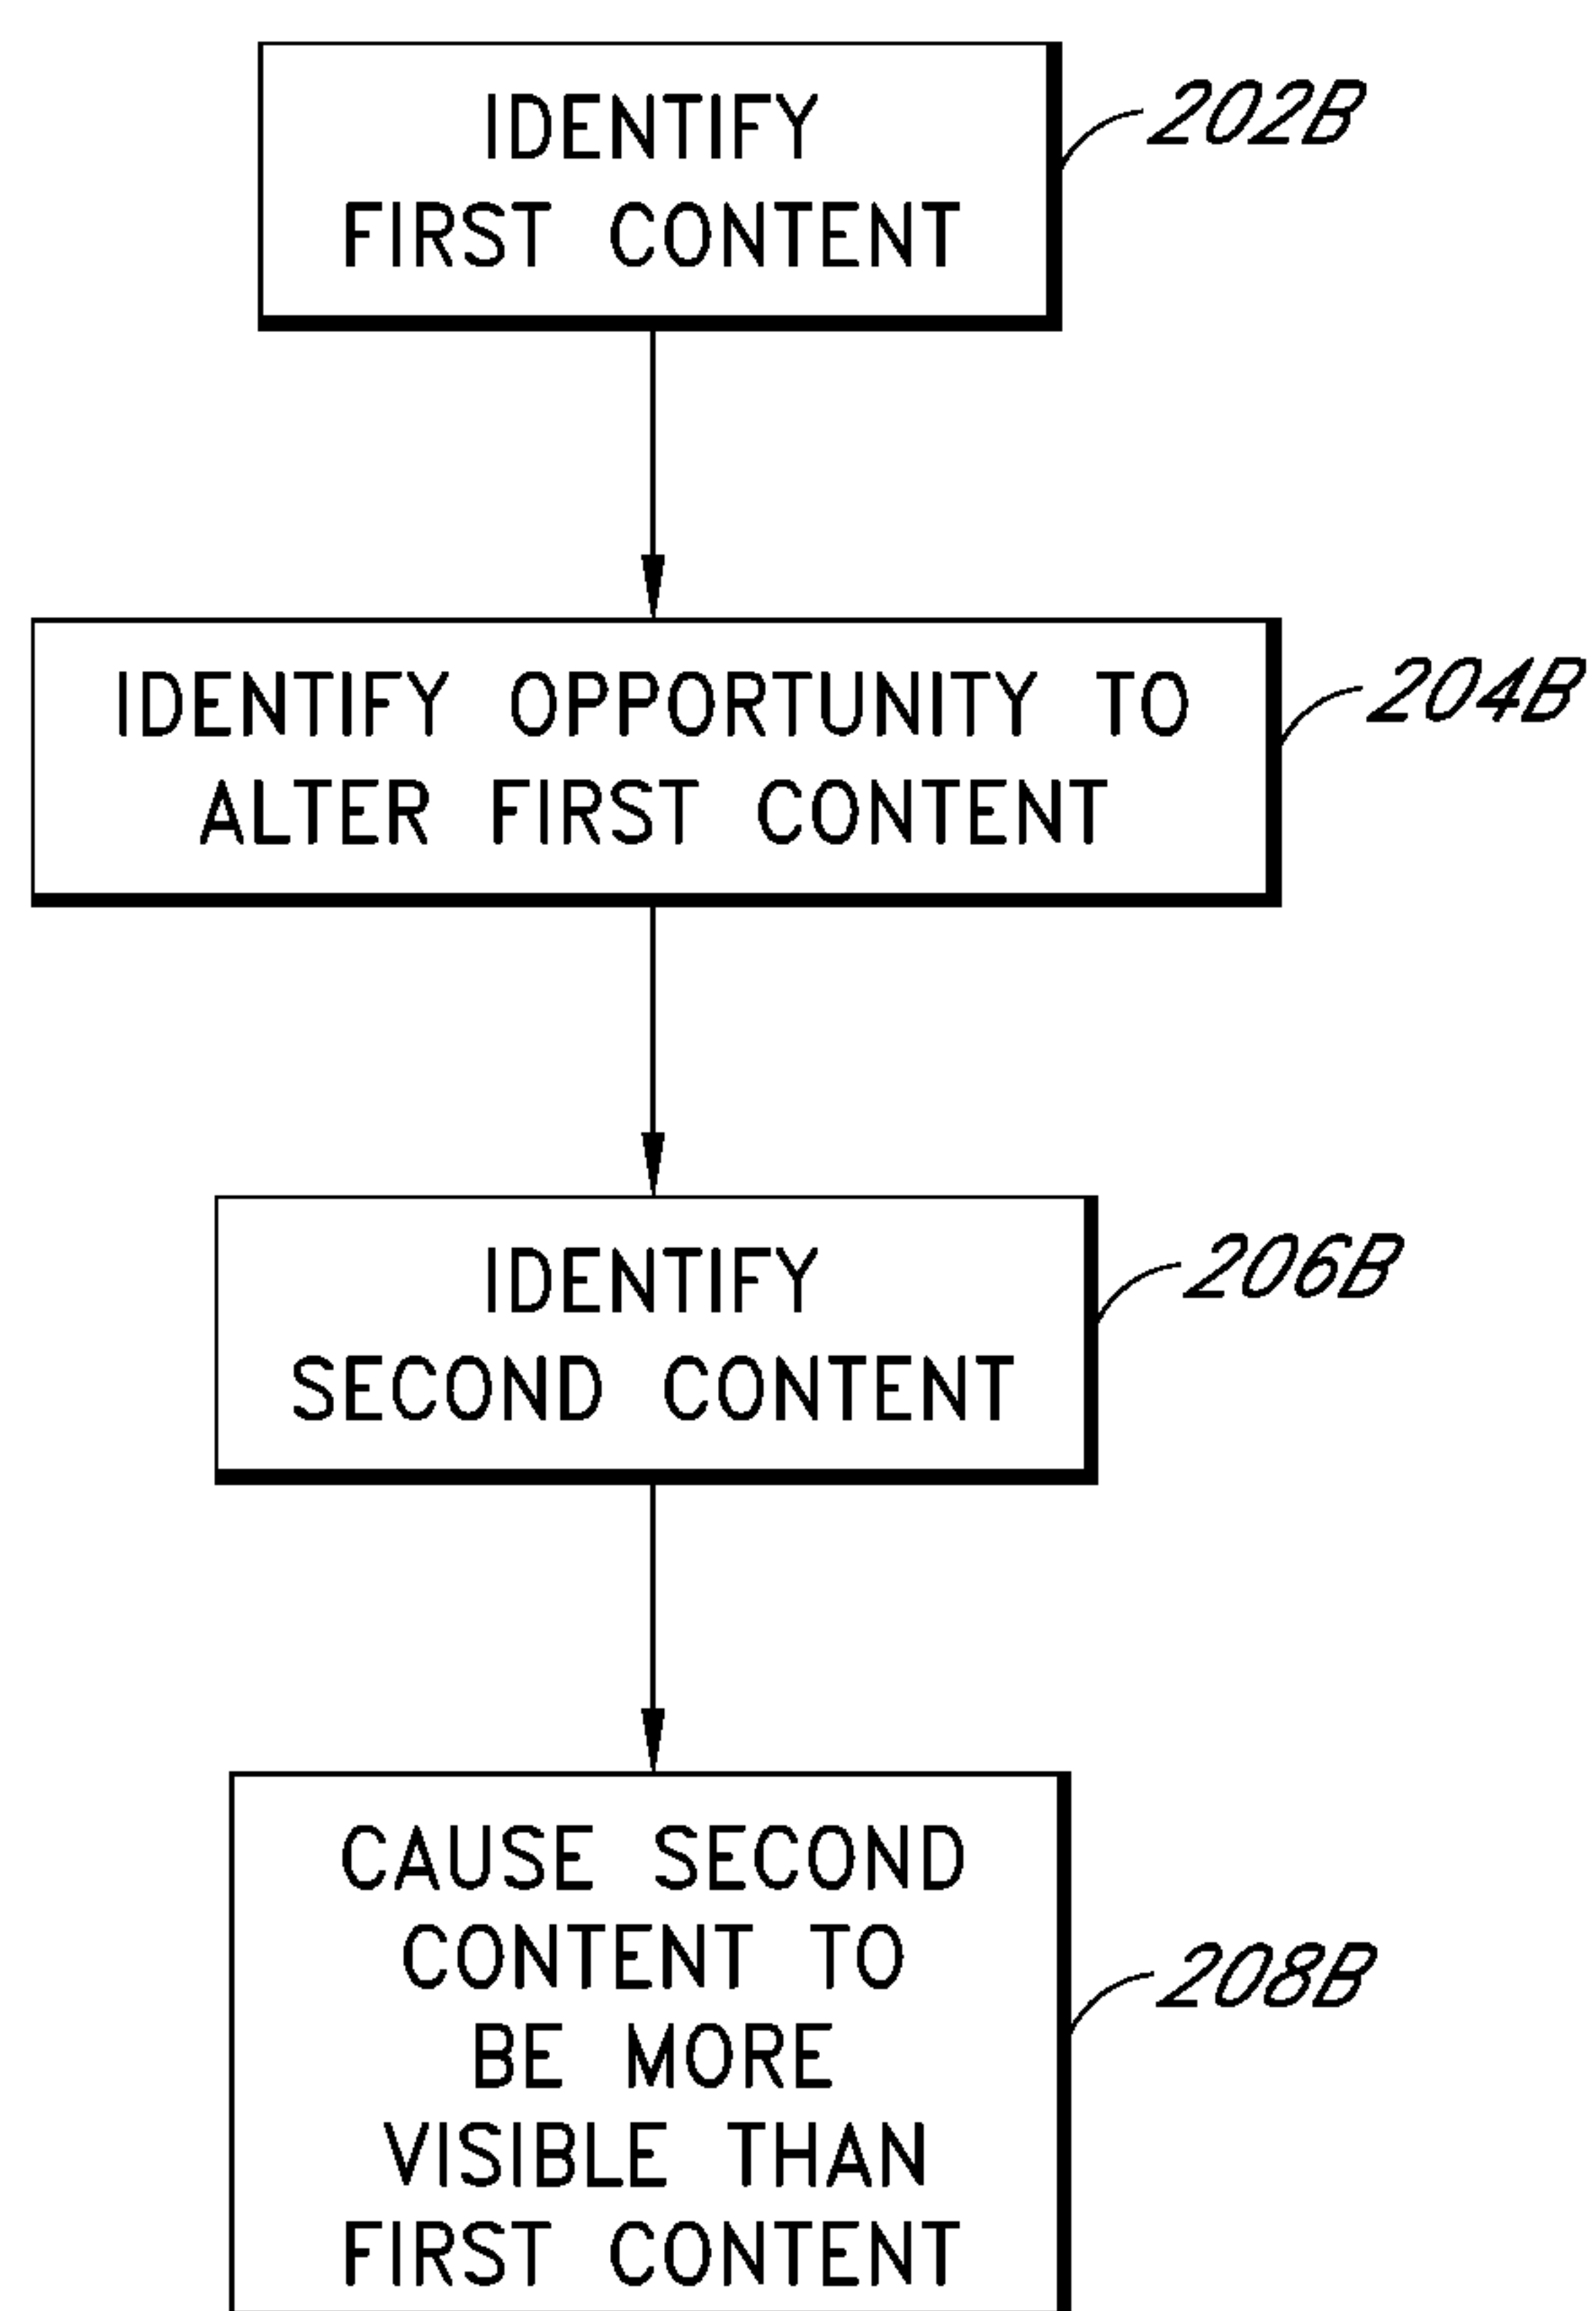 IDENTIFY
FIRST CONTENT
202B
IDENTIFY OPPORTUNITY TO
ALTER FIRST CONTENT
204B
IDENTIFY
SECOND CONTENT
206B
CAUSE SECOND
CONTENT TO
BE MORE
VISIBLE THAN
FIRST CONTENT
208B